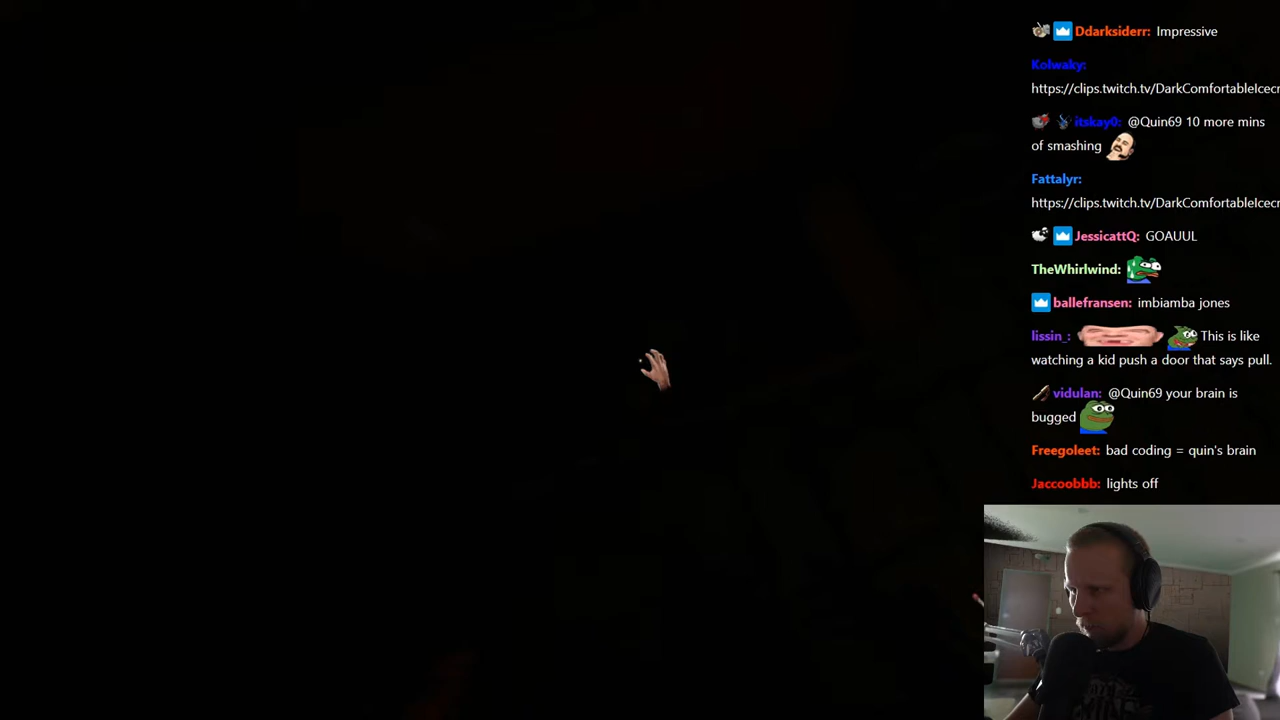 Ddarksiderr: Impressive
Kolwaky:
https://clips.twitch.tv/DarkComfortableIcecr
itskay0: @Quin69 10 more mins
of smashing
Fattalyr:
https://clips.twitch.tv/DarkComfortableIcecr
JessicattQ: GOAUUL
TheWhirlwind:
ballefransen: imbiamba jones
lissin_: This is like
watching a kid push a door that says pull.
vidulan: @Quin69 your brain is
bugged
Freegoleet: bad coding = quin's brain
Jaccoobbb: lights off